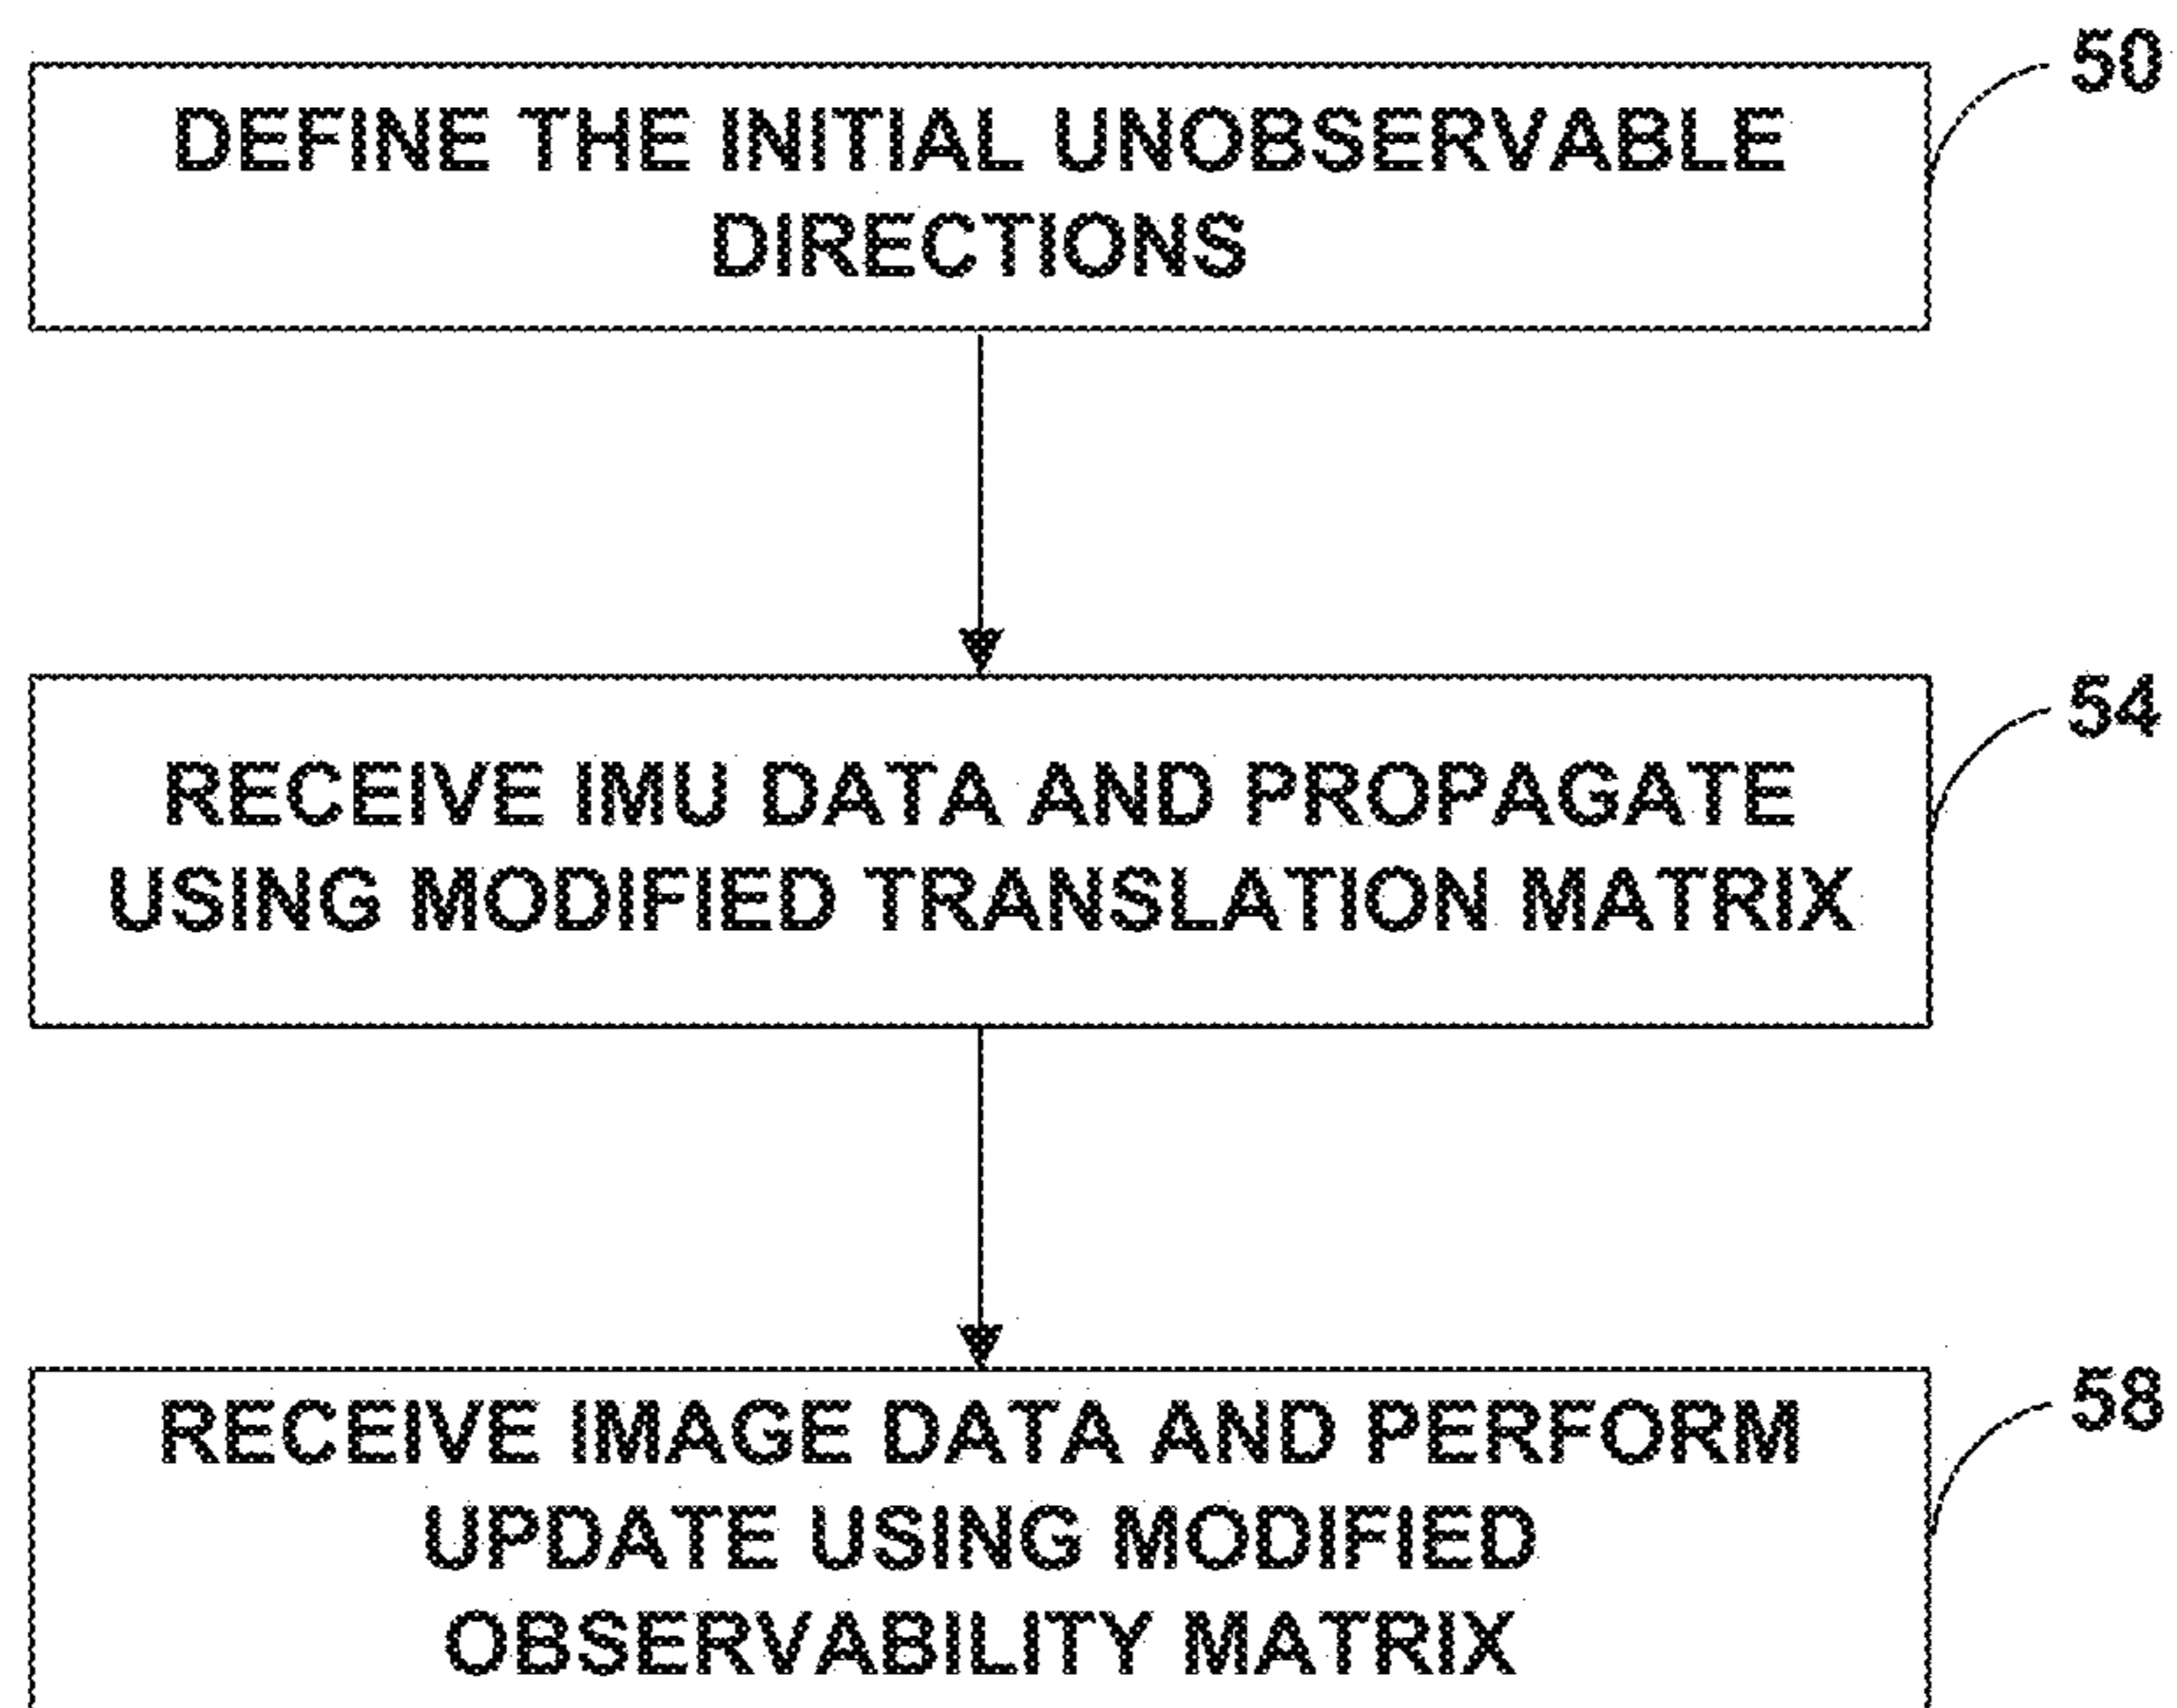 50
DEFINE THE INITIAL UNOBSERVABLE
DIRECTIONS
54
RECEIVE IMU DATA AND PROPAGATE
USING MODIFIED TRANSLATION MATRIX
58
RECEIVE IMAGE DATA AND PERFORM
UPDATE USING MODIFIED
OBSERVABILITY MATRIX